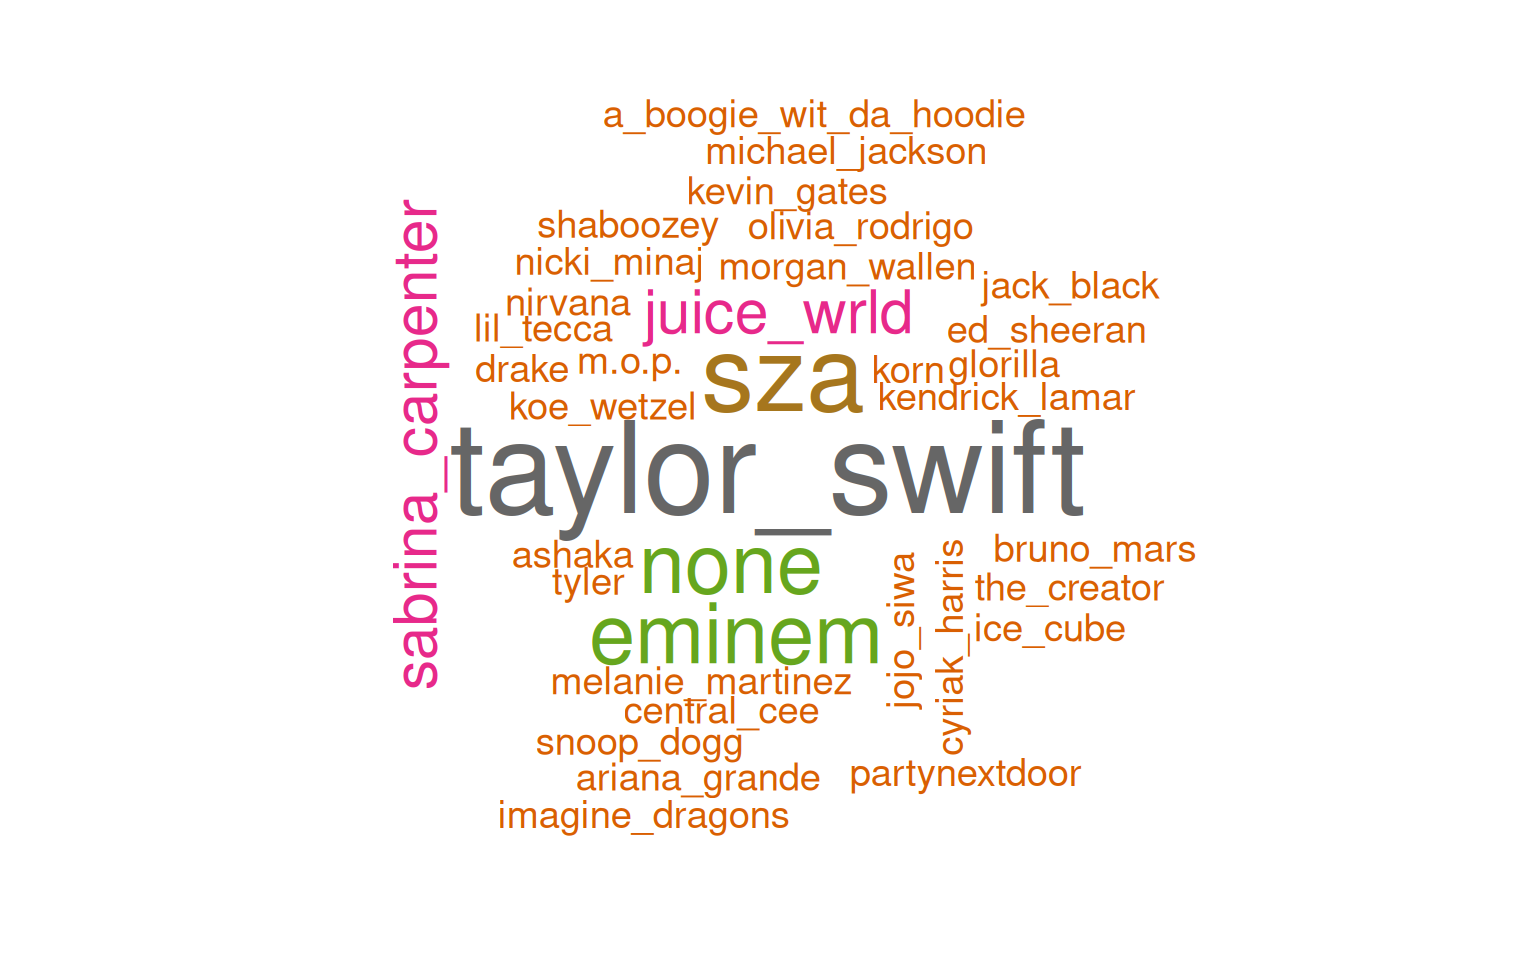 a_boogie_wit_da_hoodie
michael_jackson
kevin_gates
shaboozey
olivia_rodrigo
nicki_minaj
morgan_wallen
jack_black
nirvana
juice_wrld
lil_tecca
ed_sheeran
drake
m.o.p.
sza
korn
glorilla
koe_wetzel
kendrick_lamar
sabrina_carpenter
taylor_swift
ashaka
none
tyler
bruno_mars
the_creator
jojo_siwa
cyriak_harris
ice_cube
eminem
melanie_martinez
central_cee
snoop_dogg
ariana_grande
partynextdoor
imagine_dragons